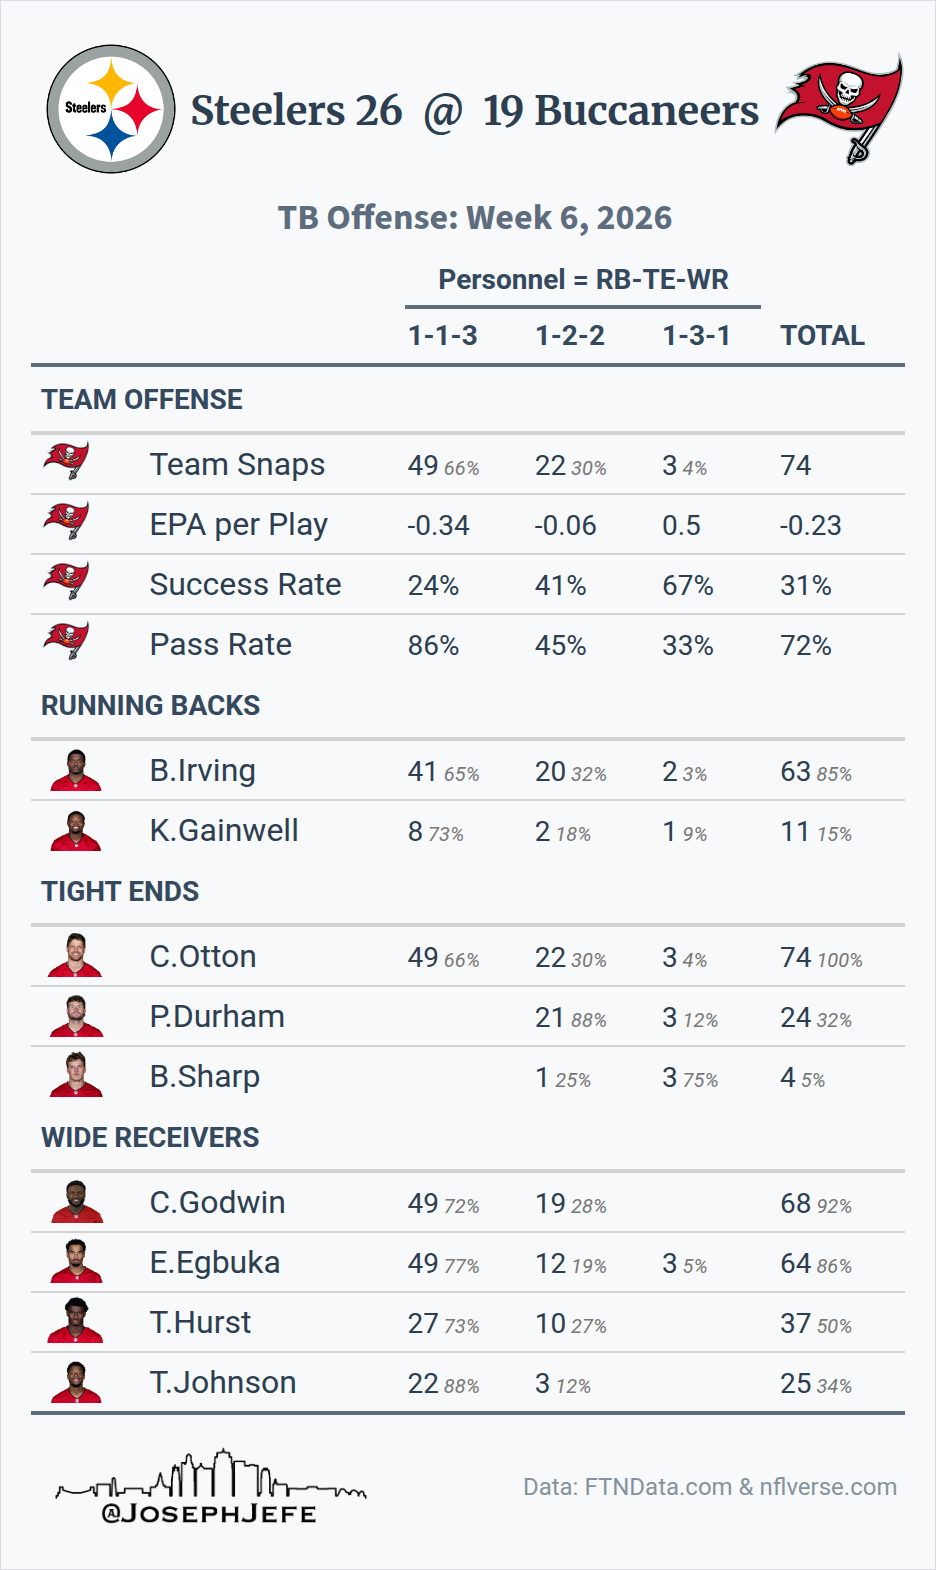 Steelers
Steelers 26 @ 19 Buccaneers
TB Offense: Week 6, 2026
Personnel = RB-TE-WR
1-1-3 1-2-2 1-3-1 TOTAL
TEAM OFFENSE
Team Snaps 49 66% 22 30% 3 4% 74
EPA per Play -0.34 -0.06 0.5 -0.23
Success Rate 24% 41% 67% 31%
Pass Rate 86% 45% 33% 72%
RUNNING BACKS
B.Irving 41 65% 20 32% 2 3% 63 85%
K.Gainwell 8 73% 2 18% 1 9% 11 15%
TIGHT ENDS
C.Otton 49 66% 22 30% 3 4% 74 100%
P.Durham 21 88% 3 12% 24 32%
B.Sharp 1 25% 3 75% 4 5%
WIDE RECEIVERS
C.Godwin 49 72% 19 28% 68 92%
E.Egbuka 49 77% 12 19% 3 5% 64 86%
T.Hurst 27 73% 10 27% 37 50%
T.Johnson 22 88% 3 12% 25 34%
@JOSEPHJEFE
Data: FTNData.com & nflverse.com